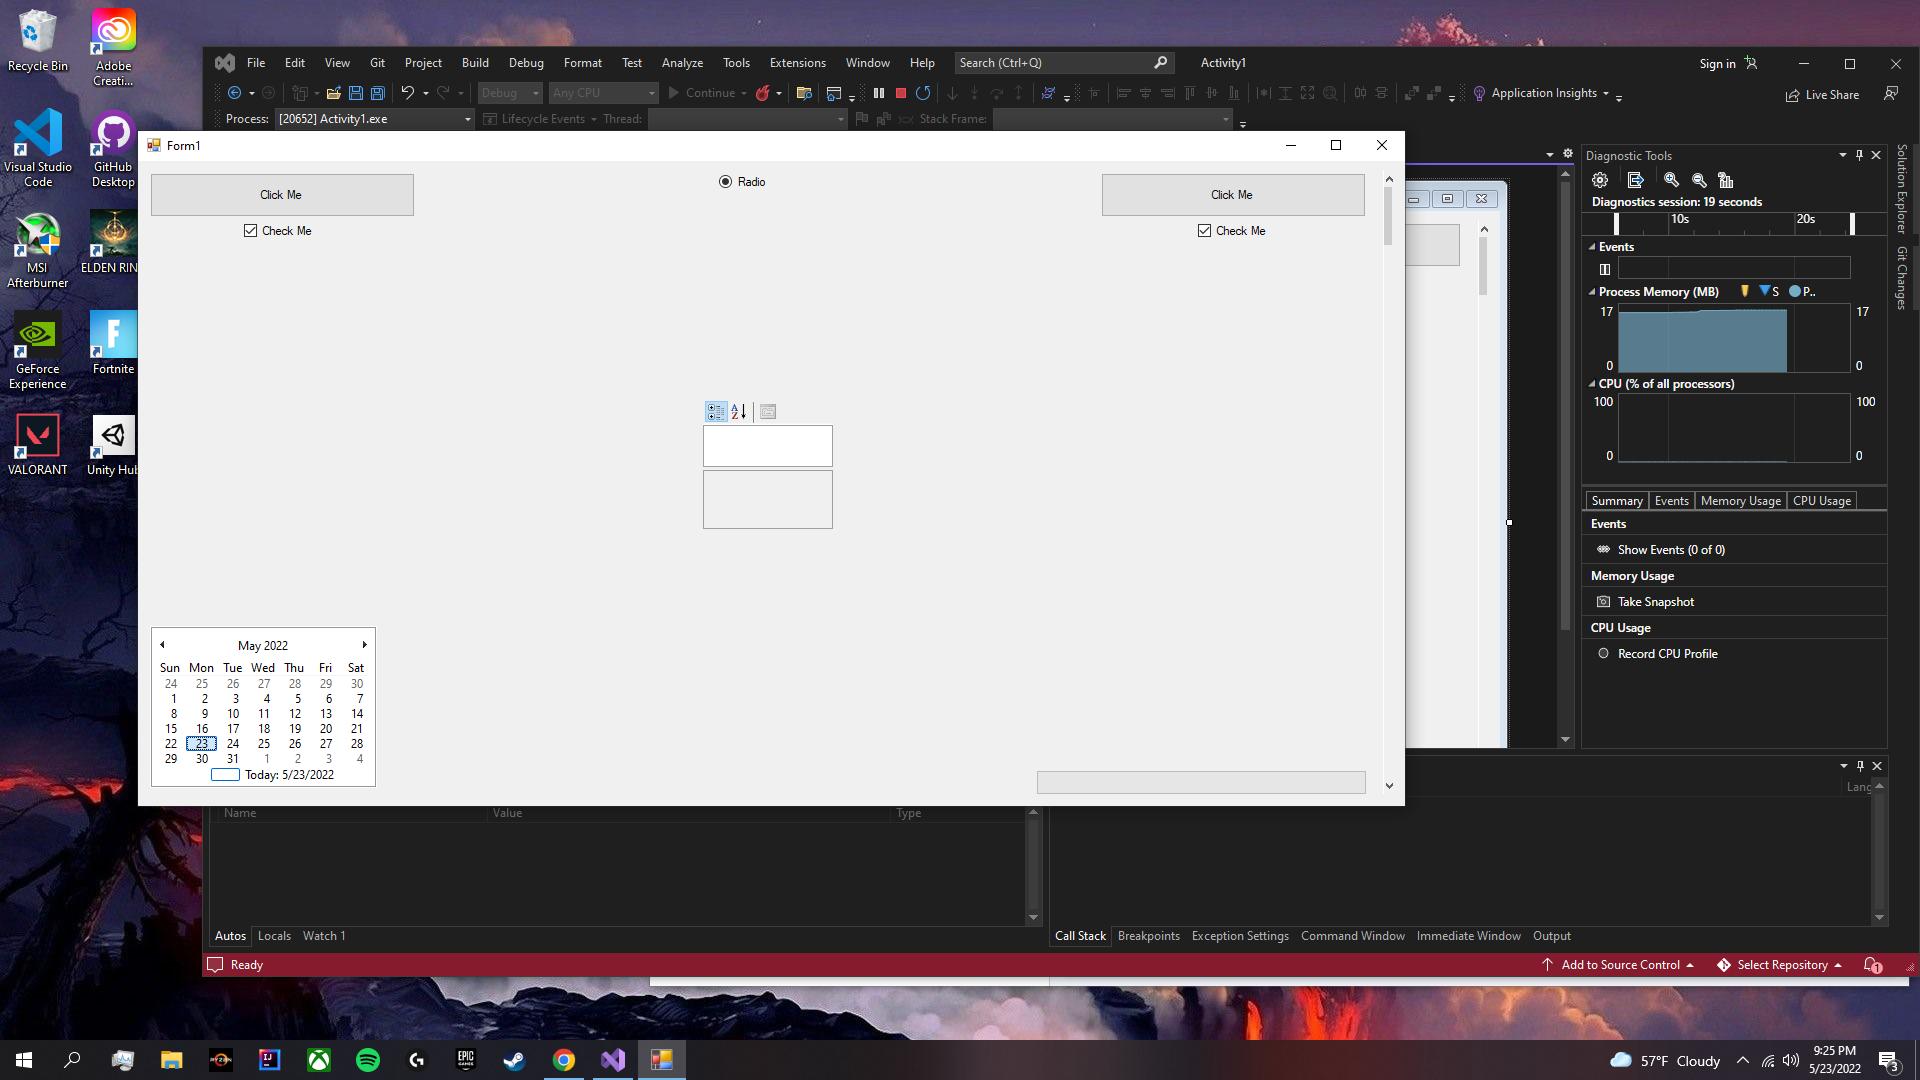 Recycle Bin
Adobe
Creati...
Visual Studio
Code
GitHub
Desktop
MSI
Afterburner
ELDEN RIN
GeForce
Experience
Fortnite
VALORANT
Unity Hub
File Edit View Git Project Build Debug Format Test Analyze Tools Extensions Window Help Search (Ctrl+Q) Activity1 Sign in
Debug Any CPU Continue Application Insights Live Share
Process: [20652] Activity1.exe Lifecycle Events Thread: Stack Frame:
Form1
Click Me
Radio
Click Me
Check Me
Check Me
May 2022
Sun Mon Tue Wed Thu Fri Sat
24 25 26 27 28 29 30
1 2 3 4 5 6 7
8 9 10 11 12 13 14
15 16 17 18 19 20 21
22 23 24 25 26 27 28
29 30 31 1 2 3 4
Today: 5/23/2022
Diagnostic Tools
Diagnostics session: 19 seconds
10s 20s
Events
Process Memory (MB) S P..
17 17
0 0
CPU (% of all processors)
100 100
0 0
Summary Events Memory Usage CPU Usage
Events
Show Events (0 of 0)
Memory Usage
Take Snapshot
CPU Usage
Record CPU Profile
Solution Explorer
Git Changes
Name Value Type
Lang
Autos Locals Watch 1
Call Stack Breakpoints Exception Settings Command Window Immediate Window Output
Ready
Add to Source Control Select Repository 1
RYZEN
IJ
EPIC
GAMES
57°F Cloudy
9:25 PM
5/23/2022
3